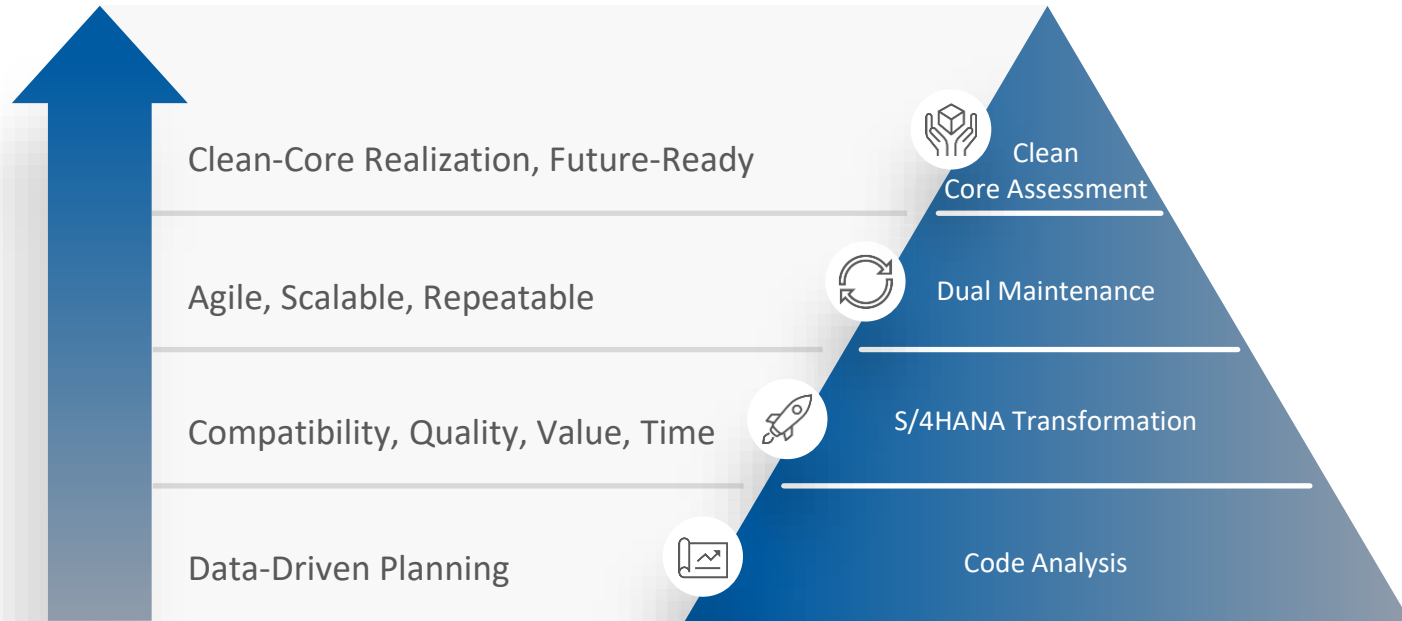 Clean-Core Realization, Future-Ready
Clean
Core Assessment
Agile, Scalable, Repeatable
Dual Maintenance
Compatibility, Quality, Value, Time
S/4HANA Transformation
Data-Driven Planning
Code Analysis